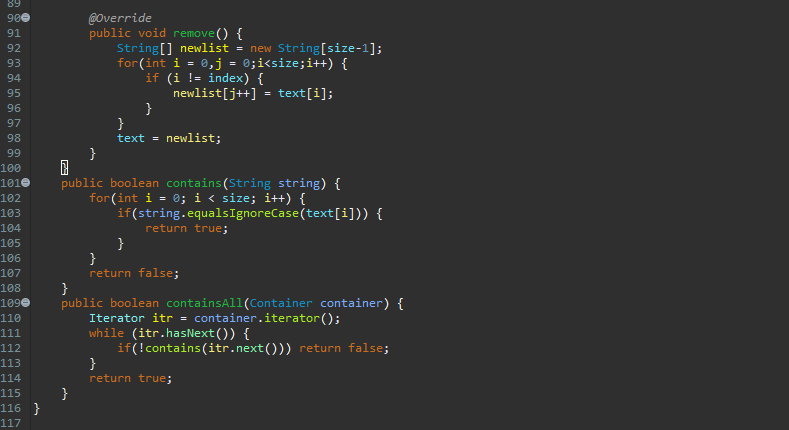 89
90 @Override
91 public void remove() {
92 String[] newlist = new String[size-1];
93 for(int i = 0,j = 0;i<size;i++) {
94 if (i != index) {
95 newlist[j++] = text[i];
96 }
97 }
98 text = newlist;
99 }
100 }
101 public boolean contains(String string) {
102 for(int i = 0; i < size; i++) {
103 if(string.equalsIgnoreCase(text[i])) {
104 return true;
105 }
106 }
107 return false;
108 }
109 public boolean containsAll(Container container) {
110 Iterator itr = container.iterator();
111 while (itr.hasNext()) {
112 if(!contains(itr.next())) return false;
113 }
114 return true;
115 }
116 }
117